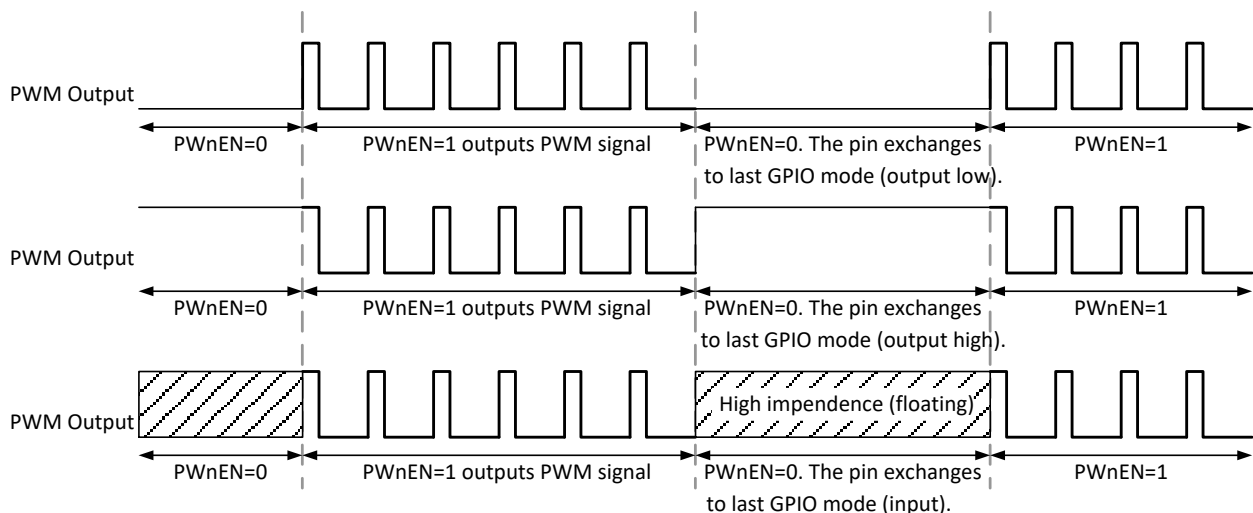 PWM Output
PWnEN=0
PWnEN=1 outputs PWM signal
PWnEN=0. The pin exchanges
to last GPIO mode (output low).
PWnEN=1
PWM Output
PWnEN=0
PWnEN=1 outputs PWM signal
PWnEN=0. The pin exchanges
to last GPIO mode (output high).
PWnEN=1
PWM Output
High impendence (floating)
PWnEN=0
PWnEN=1 outputs PWM signal
PWnEN=0. The pin exchanges
to last GPIO mode (input).
PWnEN=1